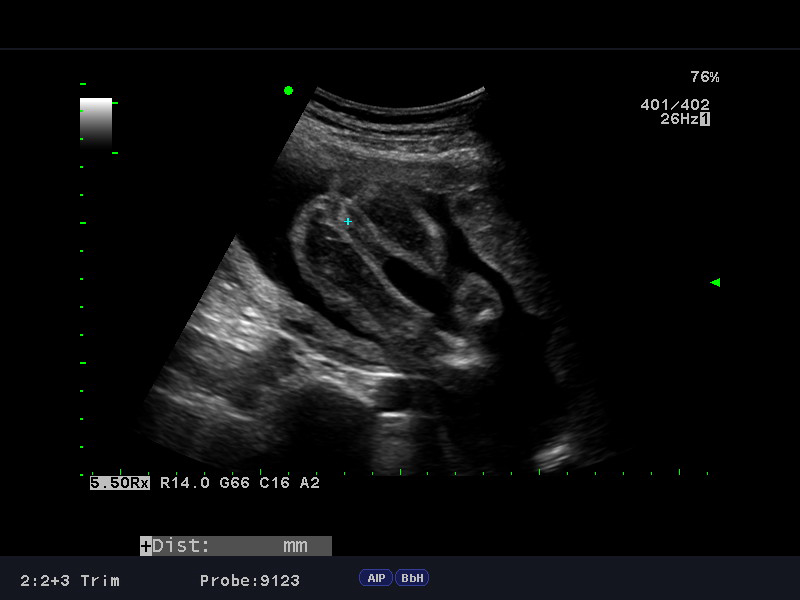 76%
401/402
26Hz1
5.50Rx R14.0 G66 C16 A2
+Dist: mm
2:2+3 Trim Probe:9123 AIP BbH